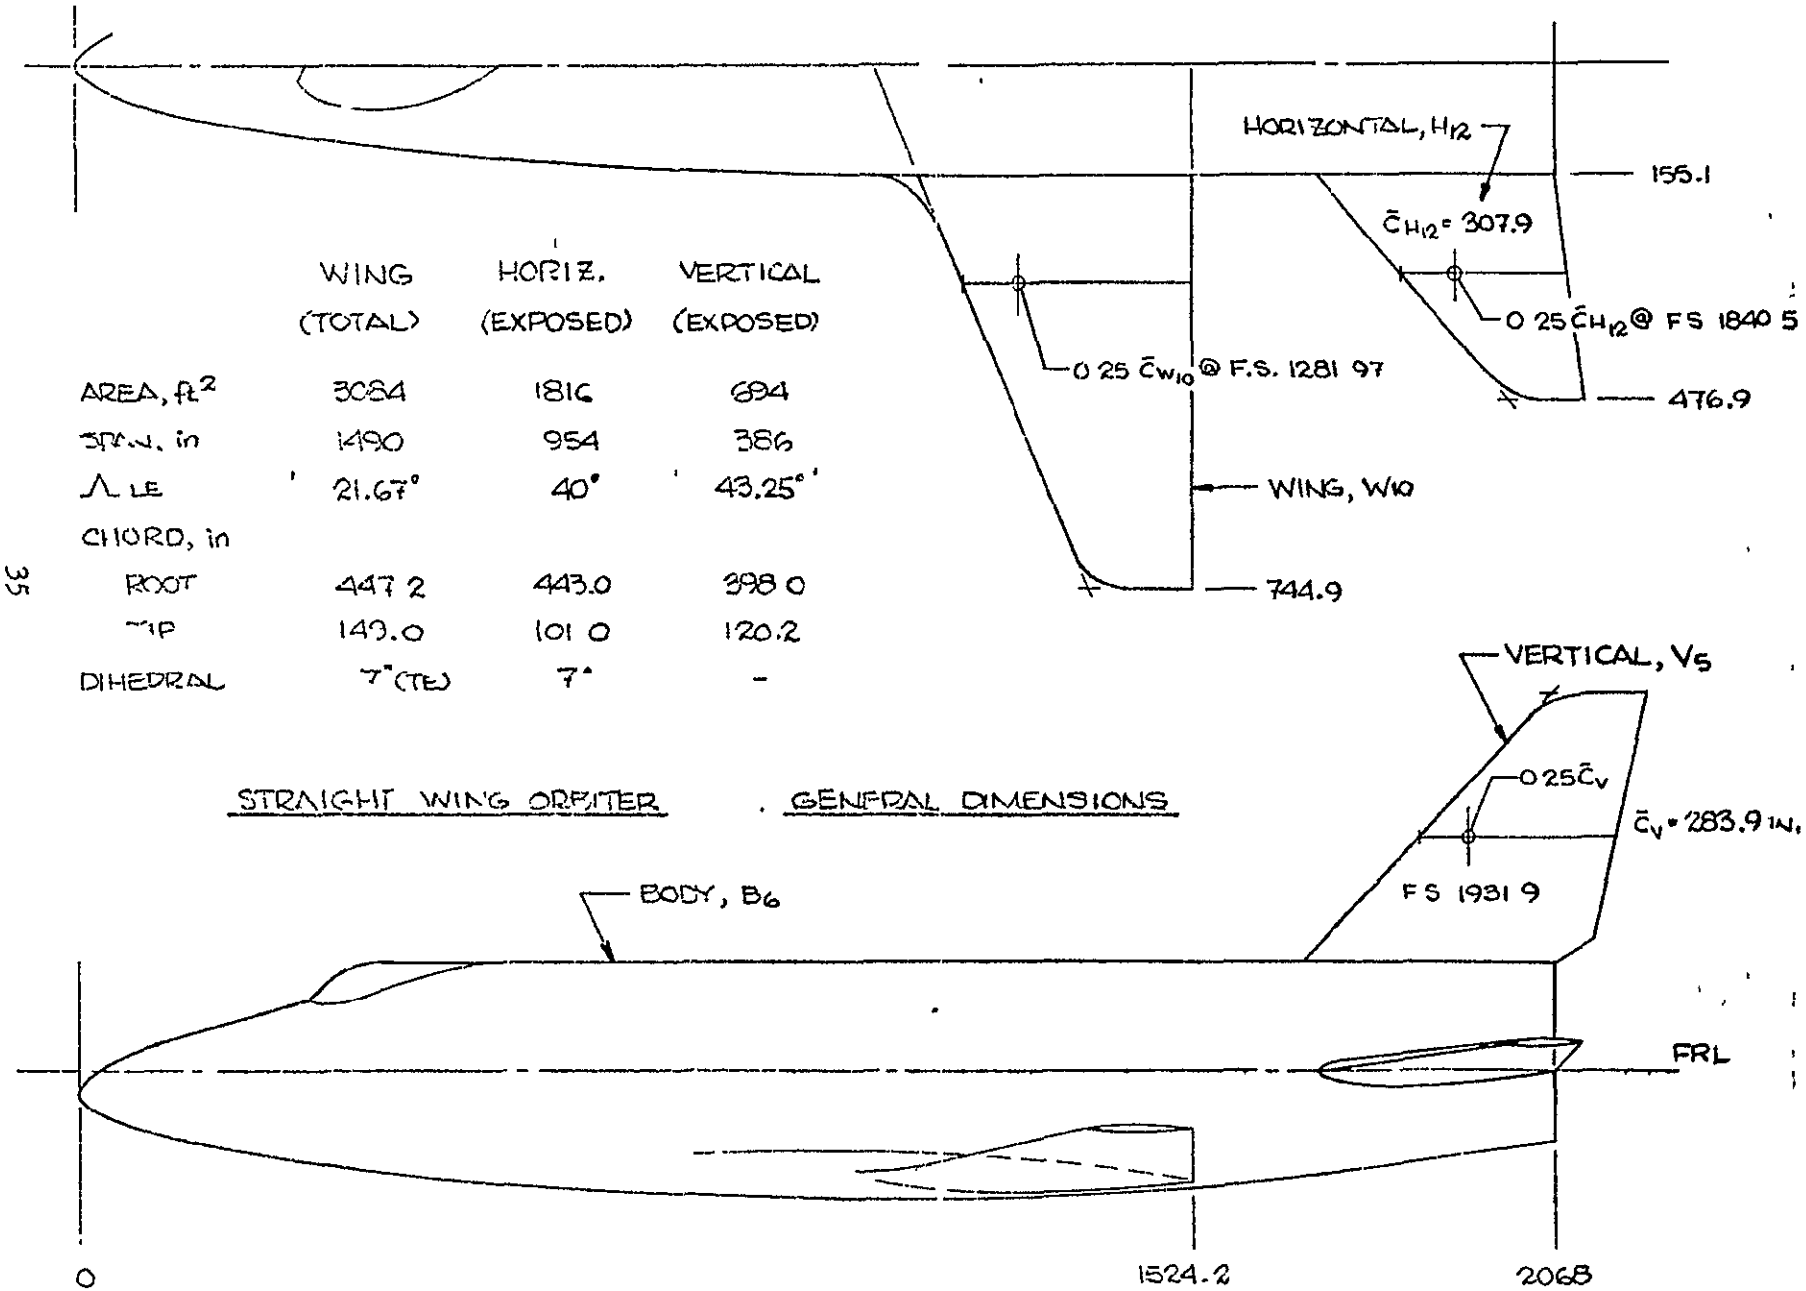 HORIZONTAL, H12
155.1
C̄H12 = 307.9
WING HORIZ. VERTICAL
(TOTAL) (EXPOSED) (EXPOSED)
0 25 C̄H12 @ FS 1840 5
0 25 C̄W10 @ F.S. 1281 97
AREA, ft2 3084 1816 694
476.9
SPAN, in 1490 954 386
Λ LE 21.67° 40° 43.25°
WING, W10
CHORD, in
35
ROOT 447 2 443.0 398 0
744.9
TIP 149.0 101 0 120.2
VERTICAL, V5
DIHEDRAL 7°(TE) 7° -
0 25 C̄V
STRAIGHT WING ORBITER . GENERAL DIMENSIONS
C̄V = 283.9 IN.
BODY, B6
FS 1931 9
FRL
0
1524.2
2068